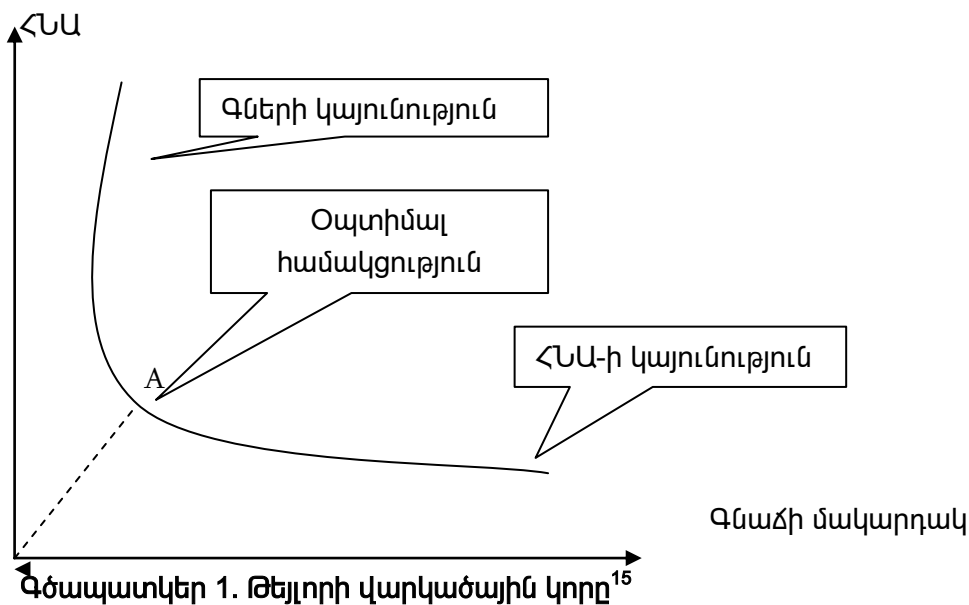 ՀՆԱ
Գների կայունություն
Օպտիմալ
համակցություն
ՀՆԱ-ի կայունություն
A
Գնաճի մակարդակ
Գծապատկեր 1. Թեյլորի վարկածային կորը15